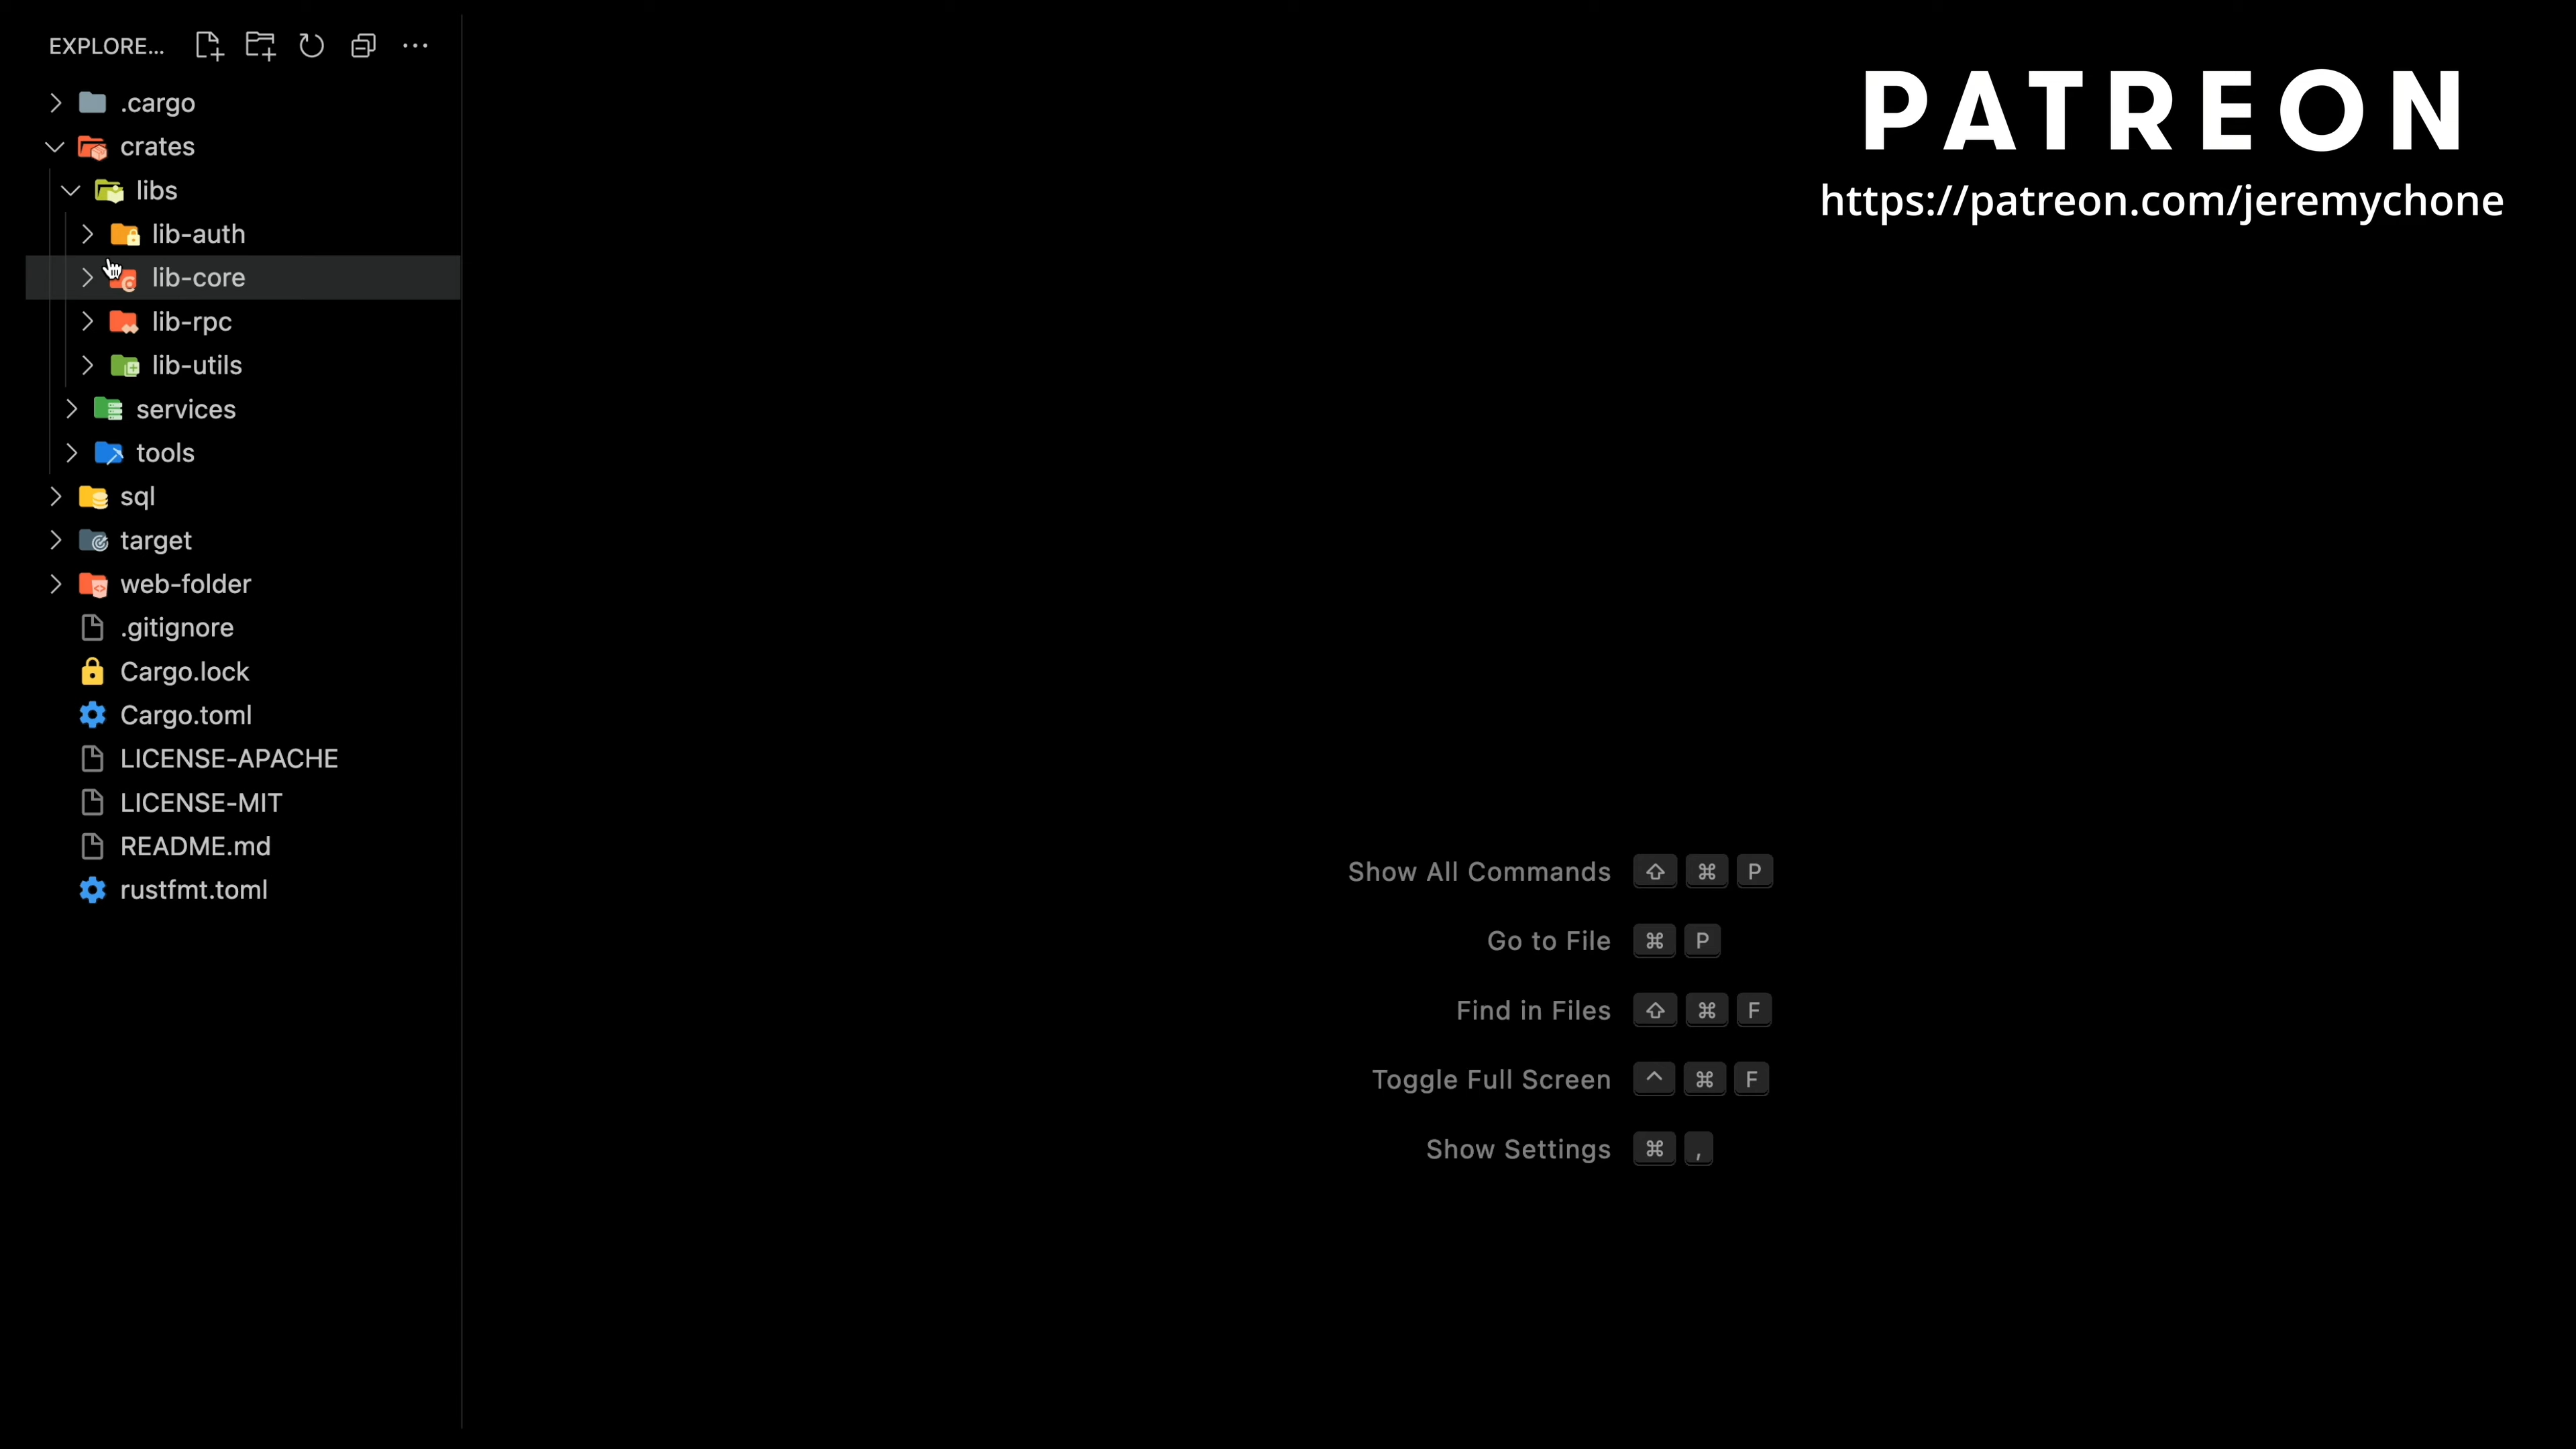 EXPLORE...
.cargo
crates
libs
lib-auth
lib-core
lib-rpc
lib-utils
services
tools
sql
target
web-folder
.gitignore
Cargo.lock
Cargo.toml
LICENSE-APACHE
LICENSE-MIT
README.md
rustfmt.toml
PATREON
https://patreon.com/jeremychone
Show All Commands ⇧ ⌘ P
Go to File ⌘ P
Find in Files ⇧ ⌘ F
Toggle Full Screen ^ ⌘ F
Show Settings ⌘ ,